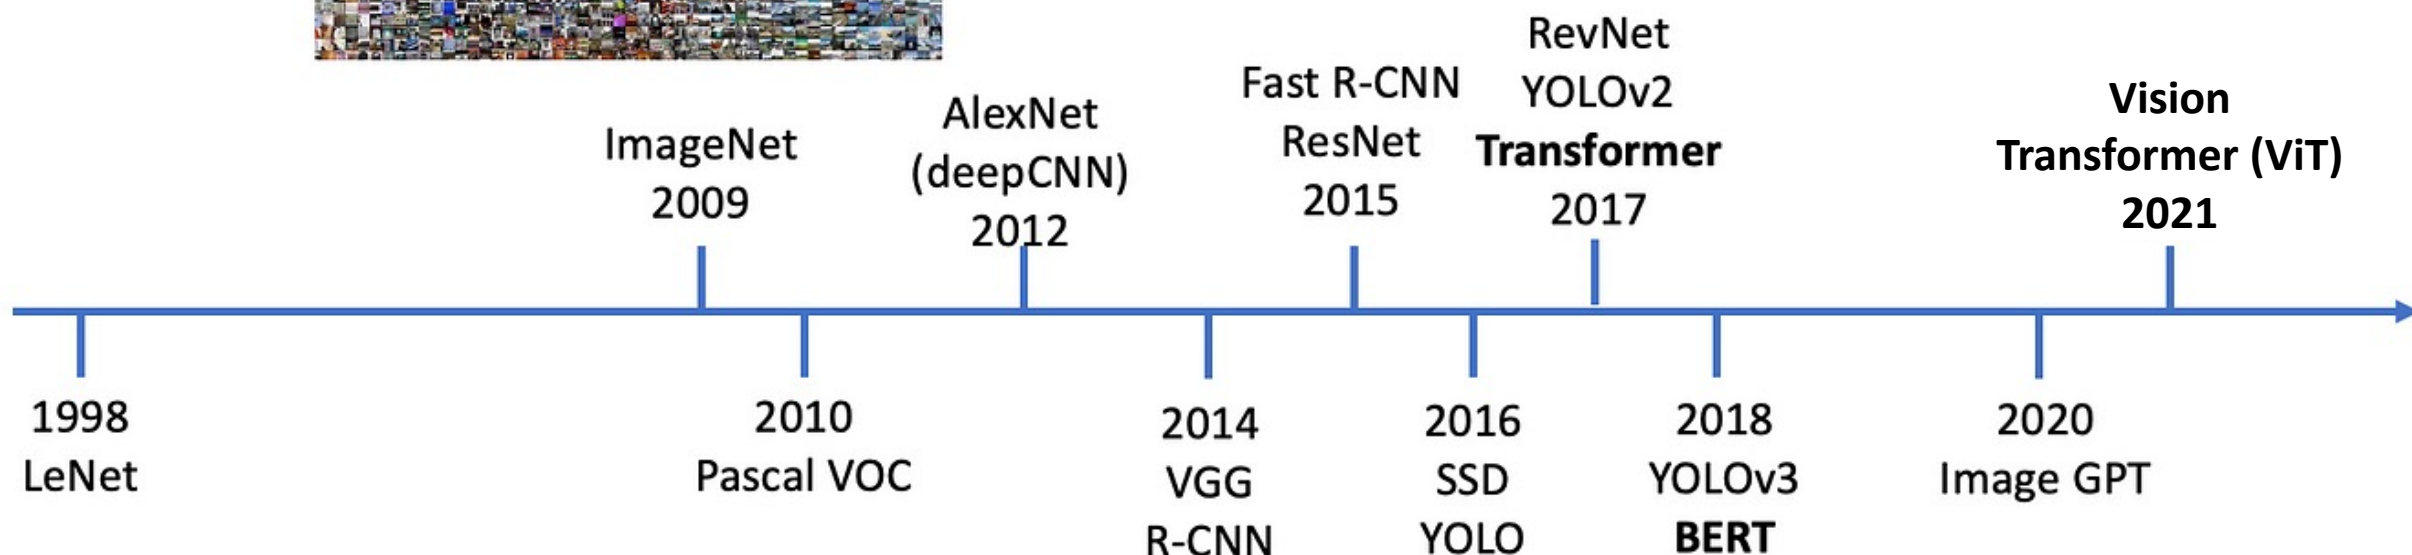 ImageNet
2009
AlexNet
(deepCNN)
2012
Fast R-CNN
ResNet
2015
RevNet
YOLOv2
Transformer
2017
Vision
Transformer (ViT)
2021
1998
LeNet
2010
Pascal VOC
2014
VGG
R-CNN
2016
SSD
YOLO
2018
YOLOv3
BERT
2020
Image GPT